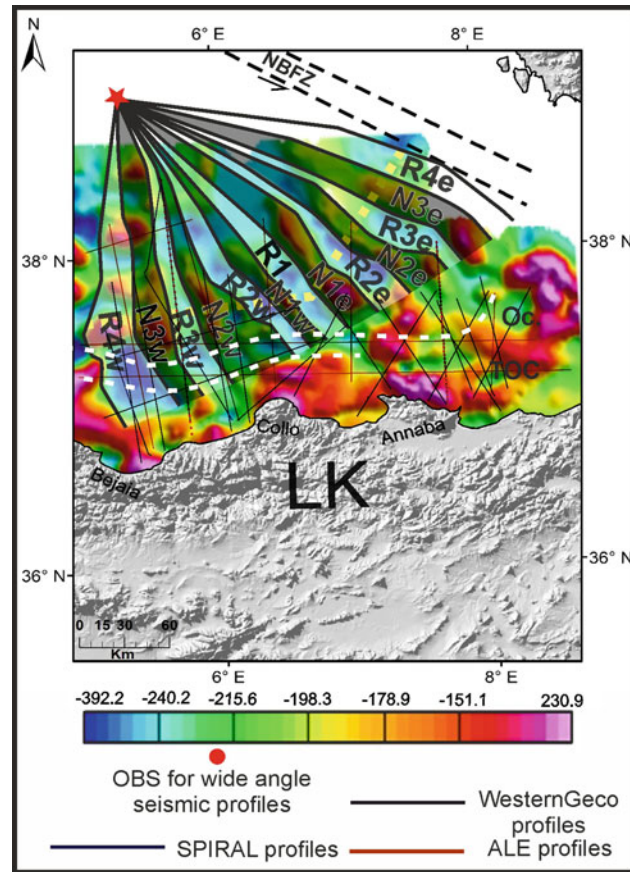 6° E 8° E
N
NBFZ
R4e
N3e
38° N 38° N
R3e
N2e
R1
R2e
R2w N1w N1e
R4w N3w R3w N2w
Oc.
TOC
Collo
Annaba
Bejaia
LK
36° N 36° N
0 15 30 60
Km
6° E 8° E
-392.2 -240.2 -215.6 -198.3 -178.9 -151.1 230.9
OBS for wide angle
seismic profiles
WesternGeco
profiles
SPIRAL profiles
ALE profiles